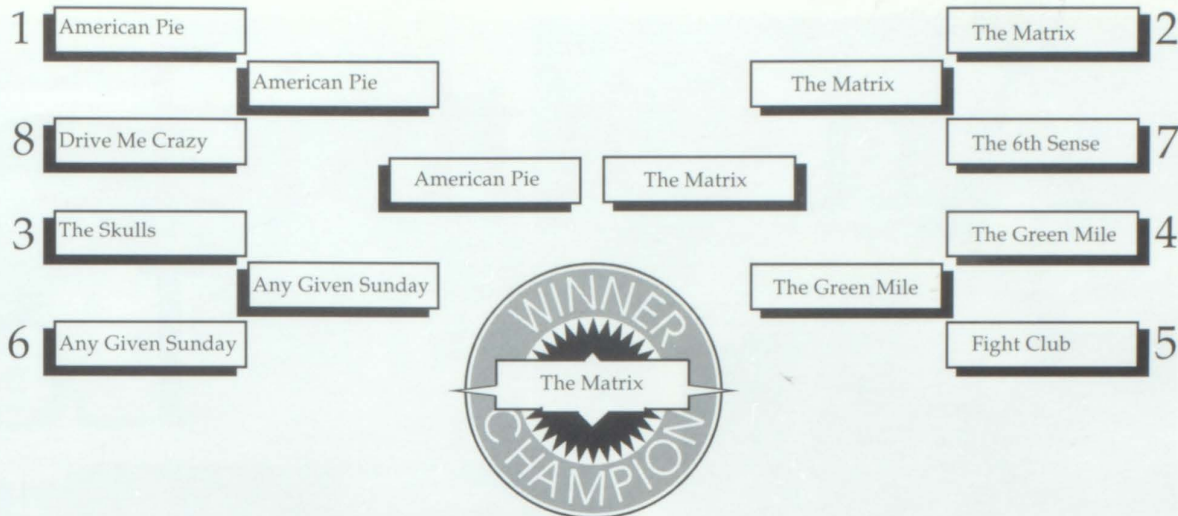 1 American Pie
American Pie
8 Drive Me Crazy
3 The Skulls
Any Given Sunday
6 Any Given Sunday
American Pie
The Matrix
The Matrix 2
The Matrix
The 6th Sense 7
The Green Mile 4
The Green Mile
Fight Club 5
WINNER
The Matrix
CHAMPION